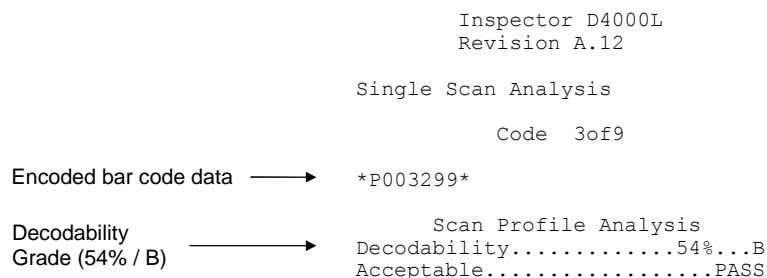 Inspector D4000L
Revision A.12
Single Scan Analysis
Code 3of9
Encoded bar code data
*P003299*
Scan Profile Analysis
Decodability
Decodability.............54%...B
Grade (54% / B)
Acceptable..................PASS